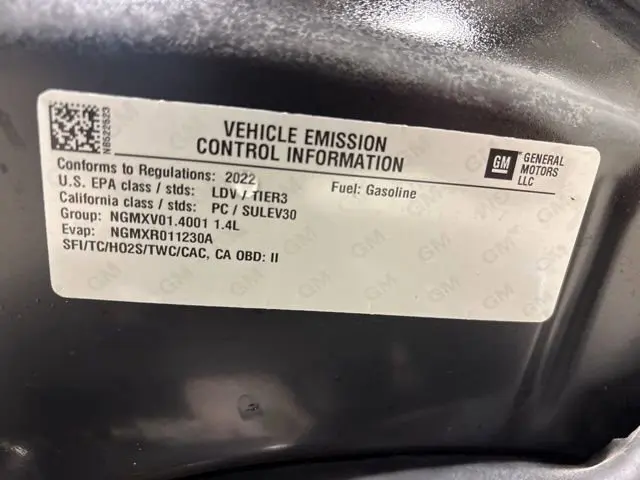 NB522523
VEHICLE EMISSION
CONTROL INFORMATION
GM
GENERAL
MOTORS
LLC
Conforms to Regulations: 2022
Fuel: Gasoline
U.S. EPA class / stds: LDV / TIER3
California class / stds: PC / SULEV30
Group: NGMXV01.4001 1.4L
Evap: NGMXR011230A
SFI/TC/HO2S/TWC/CAC, CA OBD: II